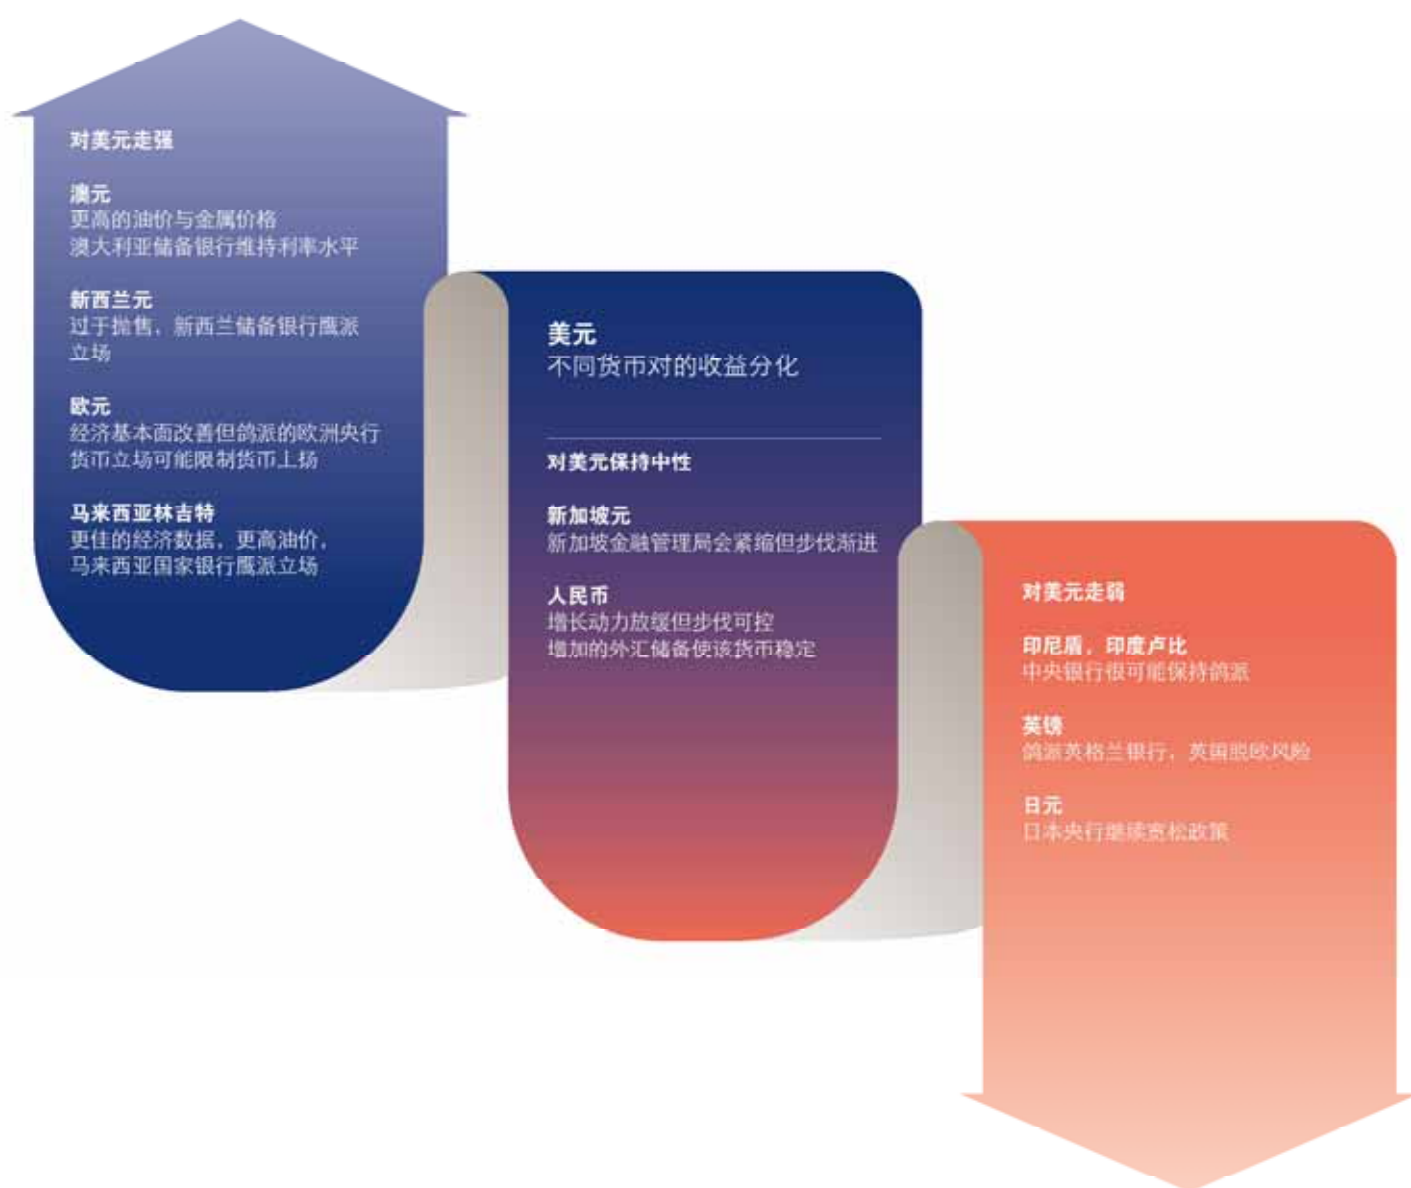 对美元走强
澳元
更高的油价与金属价格
澳大利亚储备银行维持利率水平
新西兰元
过于抛售，新西兰储备银行鹰派
立场
欧元
经济基本面改善但鸽派的欧洲央行
货币立场可能限制货币上扬
马来西亚林吉特
更佳的经济数据，更高油价，
马来西亚国家银行鹰派立场
美元
不同货币对的收益分化
对美元保持中性
新加坡元
新加坡金融管理局会紧缩但步伐渐进
人民币
增长动力放缓但步伐可控
增加的外汇储备使该货币稳定
对美元走弱
印尼盾，印度卢比
中央银行很可能保持鸽派
英镑
鸽派英格兰银行，英国脱欧风险
日元
日本央行继续宽松政策